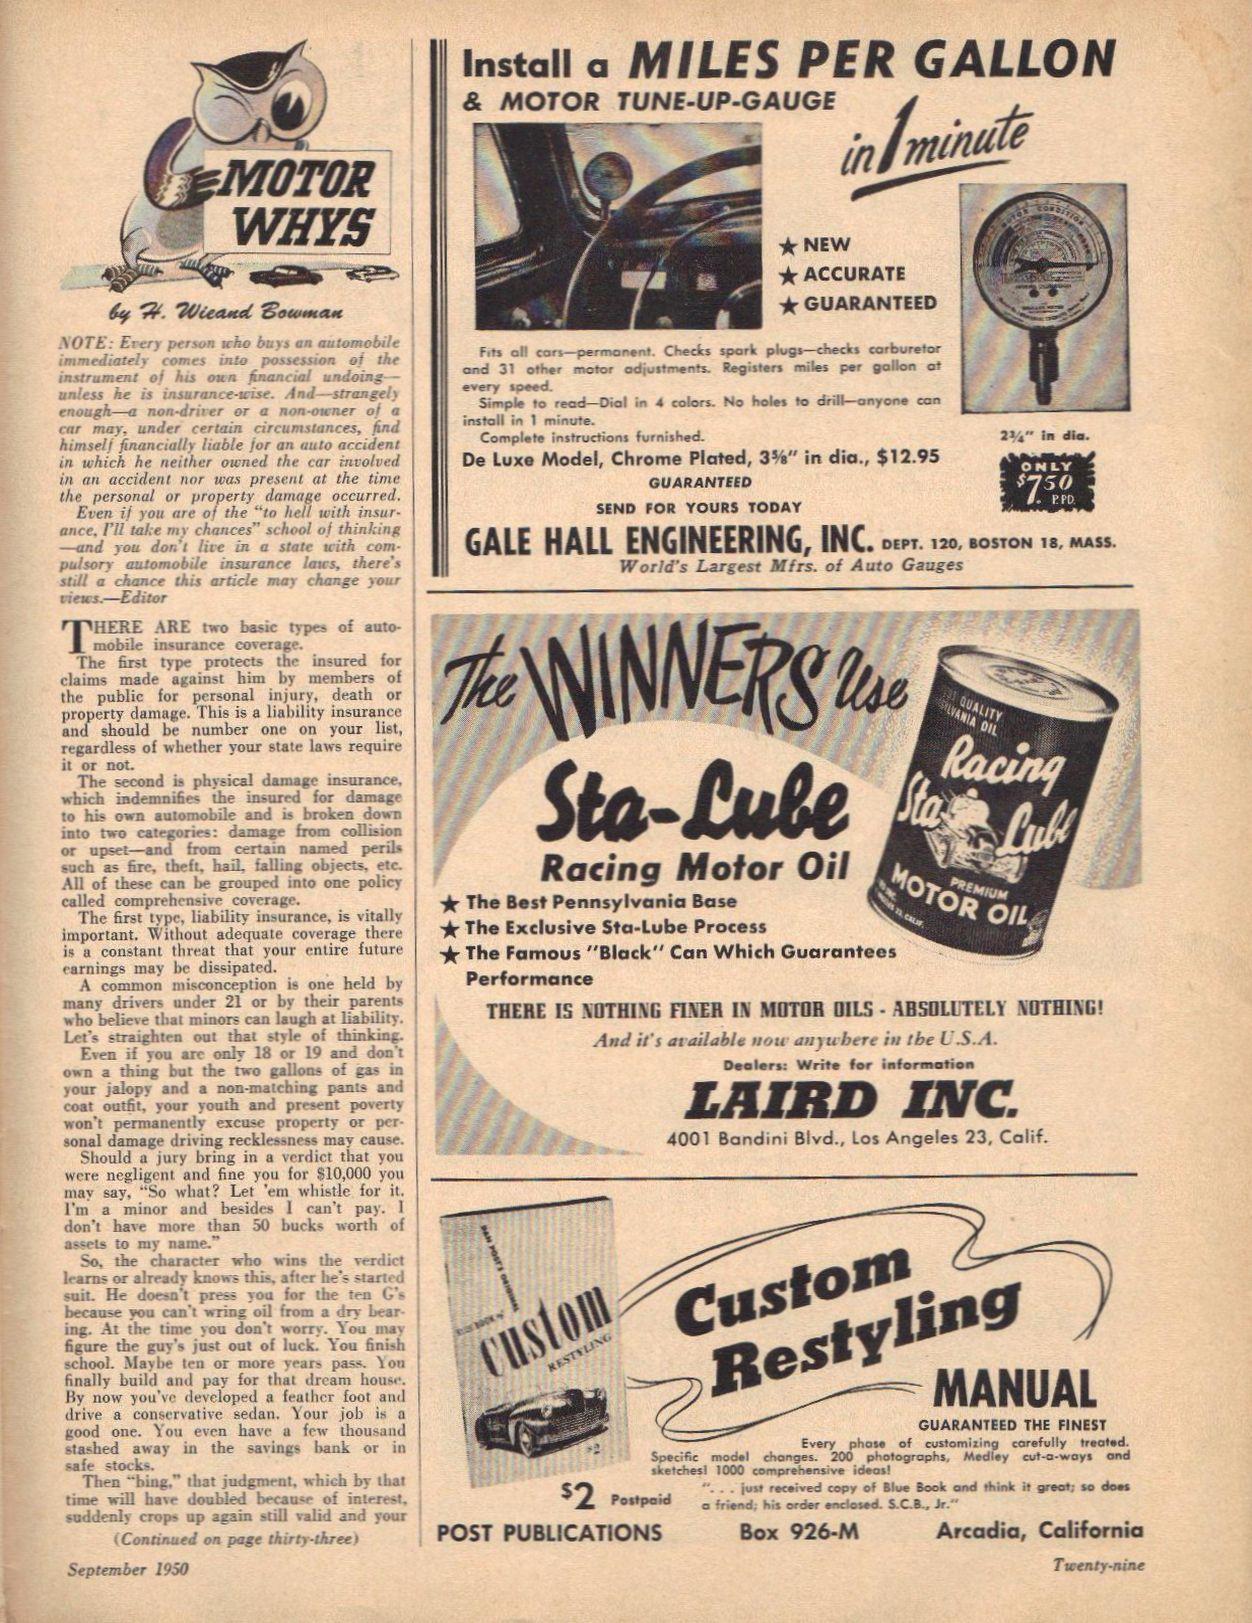 MOTOR
WHYS
by H. Wieand Bowman
NOTE: Every person who buys an automobile
immediately comes into possession of the
instrument of his own financial undoing—
unless he is insurance-wise. And—strangely
enough—a non-driver or a non-owner of a
car may, under certain circumstances, find
himself financially liable for an auto accident
in which he neither owned the car involved
in an accident nor was present at the time
the personal or property damage occurred.
Even if you are of the "to hell with insur-
ance, I'll take my chances" school of thinking
—and you don't live in a state with com-
pulsory automobile insurance laws, there's
still a chance this article may change your
views.—Editor
THERE ARE two basic types of auto-
mobile insurance coverage.
The first type protects the insured for
claims made against him by members of
the public for personal injury, death or
property damage. This is a liability insurance
and should be number one on your list,
regardless of whether your state laws require
it or not.
The second is physical damage insurance,
which indemnifies the insured for damage
to his own automobile and is broken down
into two categories: damage from collision
or upset—and from certain named perils
such as fire, theft, hail, falling objects, etc.
All of these can be grouped into one policy
called comprehensive coverage.
The first type, liability insurance, is vitally
important. Without adequate coverage there
is a constant threat that your entire future
earnings may be dissipated.
A common misconception is one held by
many drivers under 21 or by their parents
who believe that minors can laugh at liability.
Let's straighten out that style of thinking.
Even if you are only 18 or 19 and don't
own a thing but the two gallons of gas in
your jalopy and a non-matching pants and
coat outfit, your youth and present poverty
won't permanently excuse property or per-
sonal damage driving recklessness may cause.
Should a jury bring in a verdict that you
were negligent and fine you for $10,000 you
may say, "So what? Let 'em whistle for it.
I'm a minor and besides I can't pay. I
don't have more than 50 bucks worth of
assets to my name."
So, the character who wins the verdict
learns or already knows this, after he's started
suit. He doesn't press you for the ten G's
because you can't wring oil from a dry bear-
ing. At the time you don't worry. You may
figure the guy's just out of luck. You finish
school. Maybe ten or more years pass. You
finally build and pay for that dream house.
By now you've developed a feather foot and
drive a conservative sedan. Your job is a
good one. You even have a few thousand
stashed away in the savings bank or in
safe stocks.
Then "bing," that judgment, which by that
time will have doubled because of interest,
suddenly crops up again still valid and your
(Continued on page thirty-three)
September 1950
Install a MILES PER GALLON
& MOTOR TUNE-UP-GAUGE
in 1 minute
★ NEW
★ ACCURATE
★ GUARANTEED
MOTOR CONDITION
Fits all cars—permanent. Checks spark plugs—checks carburetor
and 31 other motor adjustments. Registers miles per gallon at
every speed.
Simple to read—Dial in 4 colors. No holes to drill—anyone can
install in 1 minute.
Complete instructions furnished.
De Luxe Model, Chrome Plated, 3⅝" in dia., $12.95
GUARANTEED
SEND FOR YOURS TODAY
2¾" in dia.
ONLY
$7.50
P.PD.
GALE HALL ENGINEERING, INC. DEPT. 120, BOSTON 18, MASS.
World's Largest Mfrs. of Auto Gauges
The WINNERS Use
Sta-Lube
Racing Motor Oil
QUALITY
OIL
Racing
Sta Lube
PREMIUM
MOTOR OIL
★ The Best Pennsylvania Base
★ The Exclusive Sta-Lube Process
★ The Famous "Black" Can Which Guarantees
Performance
THERE IS NOTHING FINER IN MOTOR OILS - ABSOLUTELY NOTHING!
And it's available now anywhere in the U.S.A.
Dealers: Write for information
LAIRD INC.
4001 Bandini Blvd., Los Angeles 23, Calif.
DAN POST'S ORIGINAL
BLUE BOOK of
CUSTOM
RESTYLING
$2
Custom
Restyling
MANUAL
GUARANTEED THE FINEST
Every phase of customizing carefully treated.
Specific model changes. 200 photographs, Medley cut-a-ways and
sketches! 1000 comprehensive ideas!
". . . just received copy of Blue Book and think it great; so does
a friend; his order enclosed. S.C.B., Jr."
$2 Postpaid
POST PUBLICATIONS Box 926-M Arcadia, California
Twenty-nine